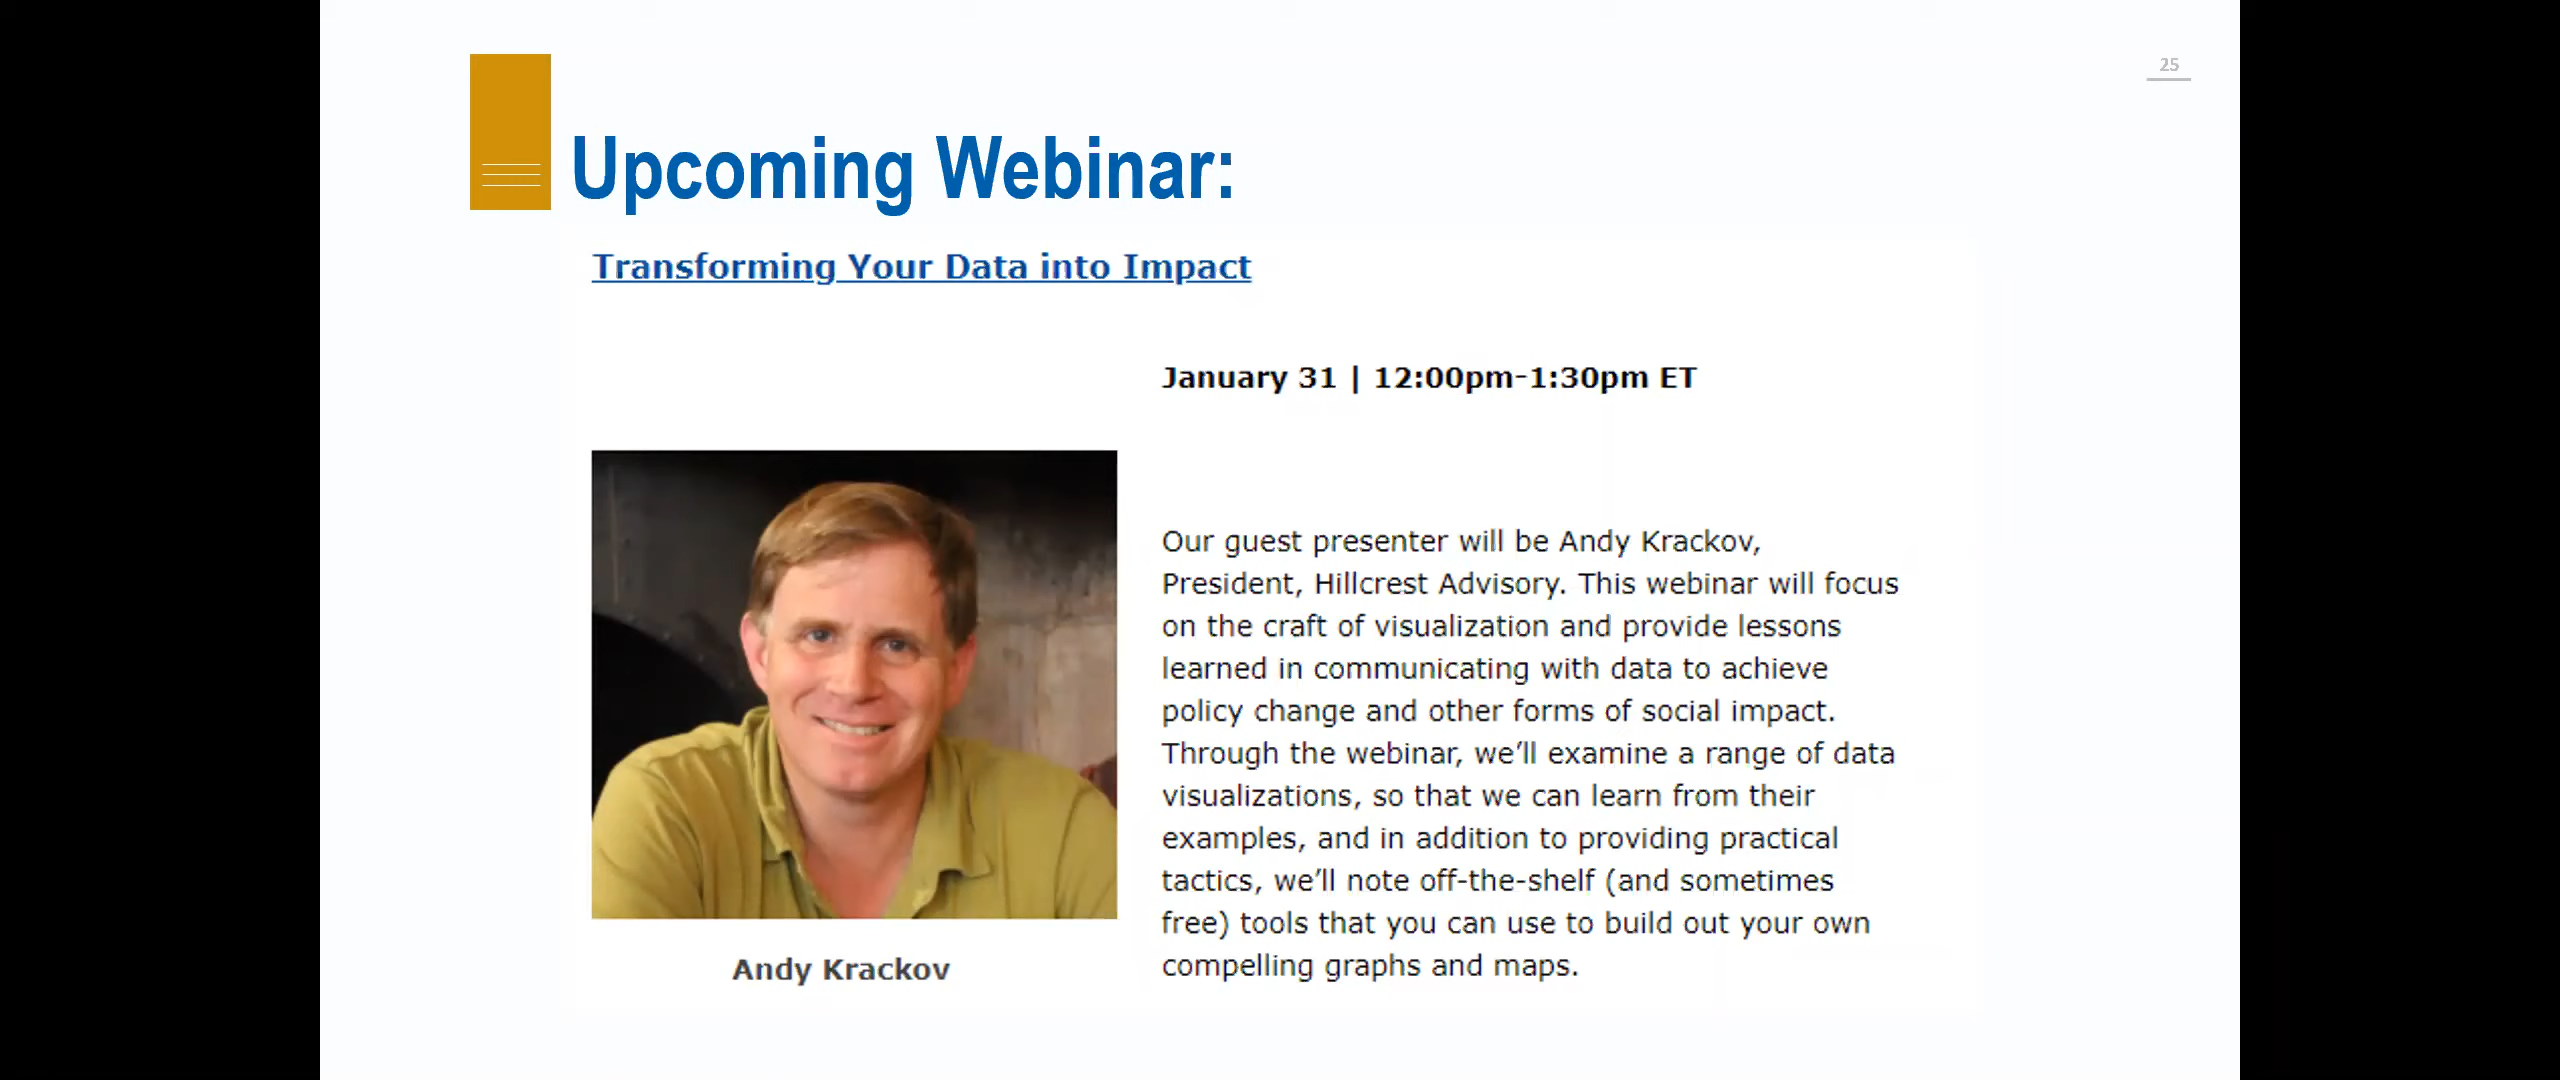 25
Upcoming Webinar:
Transforming Your Data into Impact
January 31 | 12:00pm-1:30pm ET
Our guest presenter will be Andy Krackov,
President, Hillcrest Advisory. This webinar will focus
on the craft of visualization and provide lessons
learned in communicating with data to achieve
policy change and other forms of social impact.
Through the webinar, we’ll examine a range of data
visualizations, so that we can learn from their
examples, and in addition to providing practical
tactics, we’ll note off-the-shelf (and sometimes
free) tools that you can use to build out your own
compelling graphs and maps.
Andy Krackov